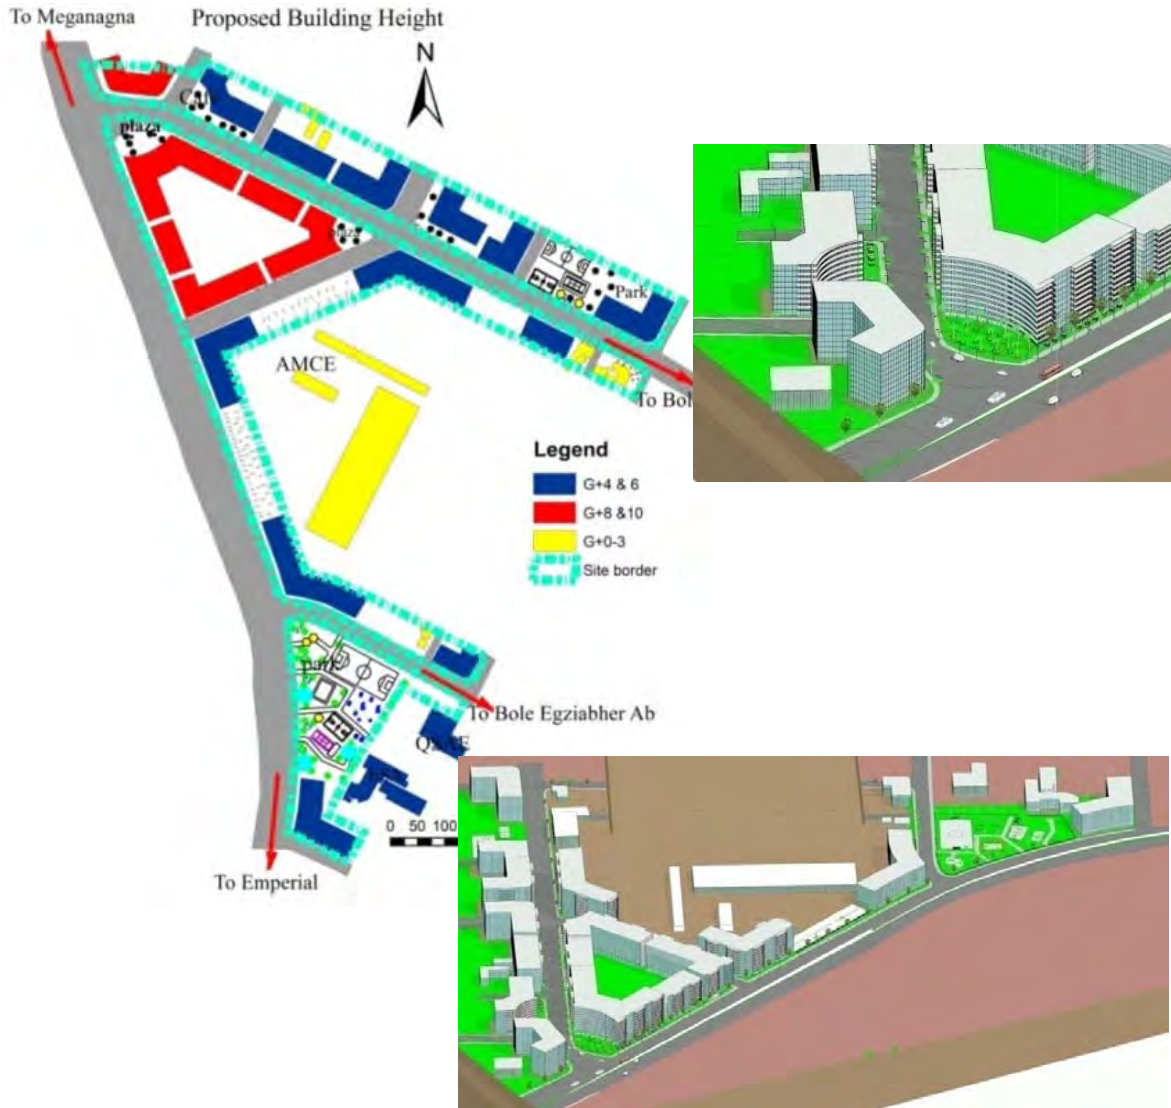 To Meganagna
Proposed Building Height
N
plaza
Park
AMCE
To Bol
Legend
G+4 & 6
G+8 &10
G+0-3
Site border
park
To Bole Egziabher Ab
0 50 100
To Emperial